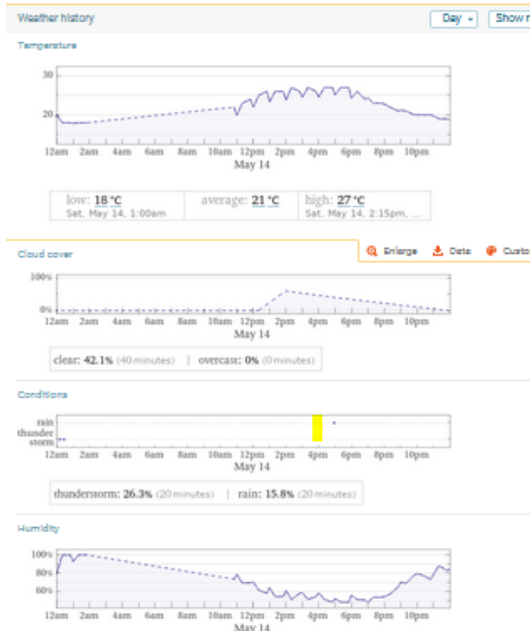 Weather history
Day
Show r
Temperature
30
20
12am 2am 4am 6am 8am 10am 12pm 2pm 4pm 6pm 8pm 10pm
May 14
low: 18 °C average: 21 °C high: 27 °C
Sat, May 14, 1:00am Sat, May 14, 2:15pm, ...
Cloud cover Enlarge Data Custo
100%
0%
12am 2am 4am 6am 8am 10am 12pm 2pm 4pm 6pm 8pm 10pm
May 14
clear: 42.1% (40 minutes) | overcast: 0% (0 minutes)
Conditions
rain
thunder
storm
12am 2am 4am 6am 8am 10am 12pm 2pm 4pm 6pm 8pm 10pm
May 14
thunderstorm: 26.3% (20 minutes) | rain: 15.8% (20 minutes)
Humidity
100%
80%
60%
12am 2am 4am 6am 8am 10am 12pm 2pm 4pm 6pm 8pm 10pm
May 14